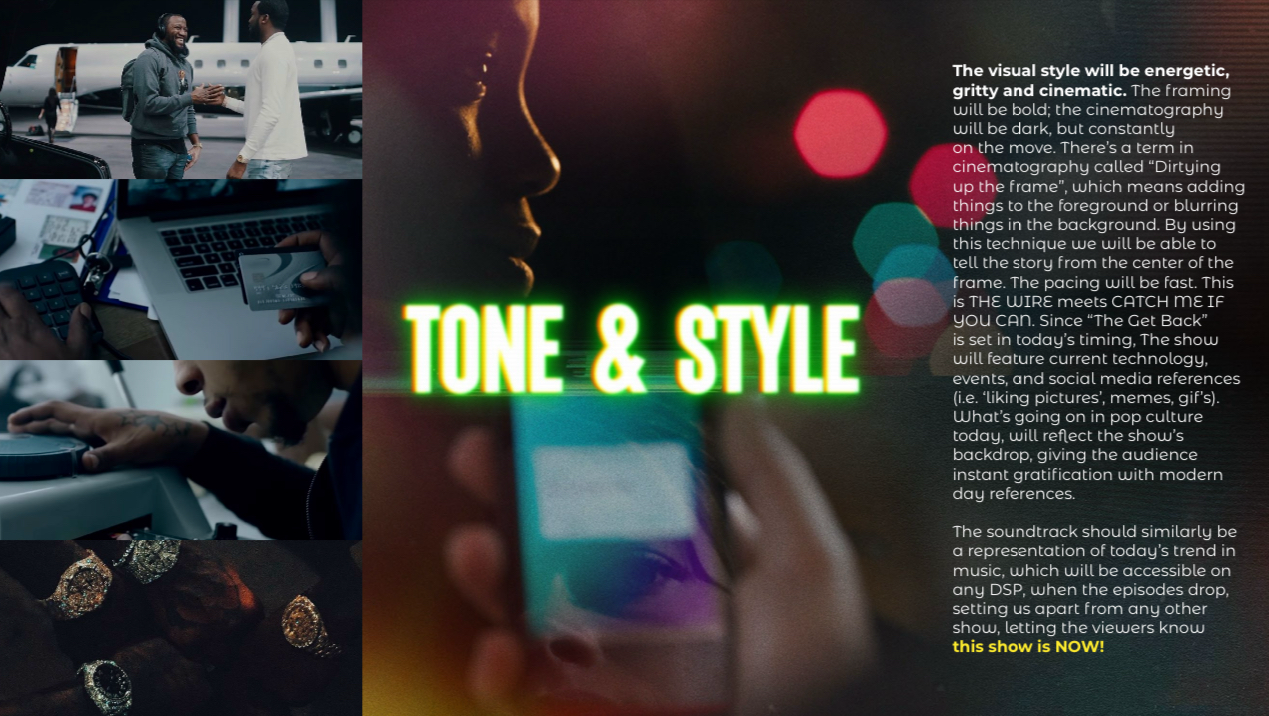 TONE & STYLE
The visual style will be energetic,
gritty and cinematic. The framing
will be bold; the cinematography
will be dark, but constantly
on the move. There’s a term in
cinematography called “Dirtying
up the frame”, which means adding
things to the foreground or blurring
things in the background. By using
this technique we will be able to
tell the story from the center of the
frame. The pacing will be fast. This
is THE WIRE meets CATCH ME IF
YOU CAN. Since “The Get Back”
is set in today’s timing, The show
will feature current technology,
events, and social media references
(i.e. ‘liking pictures’, memes, gif’s).
What’s going on in pop culture
today, will reflect the show’s
backdrop, giving the audience
instant gratification with modern
day references.
The soundtrack should similarly be
a representation of today’s trend in
music, which will be accessible on
any DSP, when the episodes drop,
setting us apart from any other
show, letting the viewers know
this show is NOW!